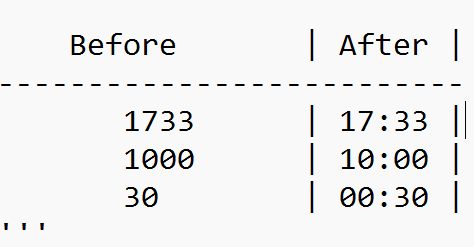 Before | After |
--------------------------
1733 | 17:33 |
1000 | 10:00 |
30 | 00:30 |
'''